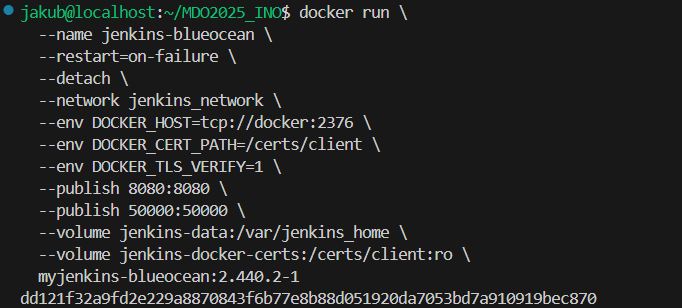 jakub@localhost:~/MDO2025_INO$ docker run \
--name jenkins-blueocean \
--restart=on-failure \
--detach \
--network jenkins_network \
--env DOCKER_HOST=tcp://docker:2376 \
--env DOCKER_CERT_PATH=/certs/client \
--env DOCKER_TLS_VERIFY=1 \
--publish 8080:8080 \
--publish 50000:50000 \
--volume jenkins-data:/var/jenkins_home \
--volume jenkins-docker-certs:/certs/client:ro \
myjenkins-blueocean:2.440.2-1
dd121f32a9fd2e229a8870843f6b77e8b88d051920da7053bd7a910919bec870